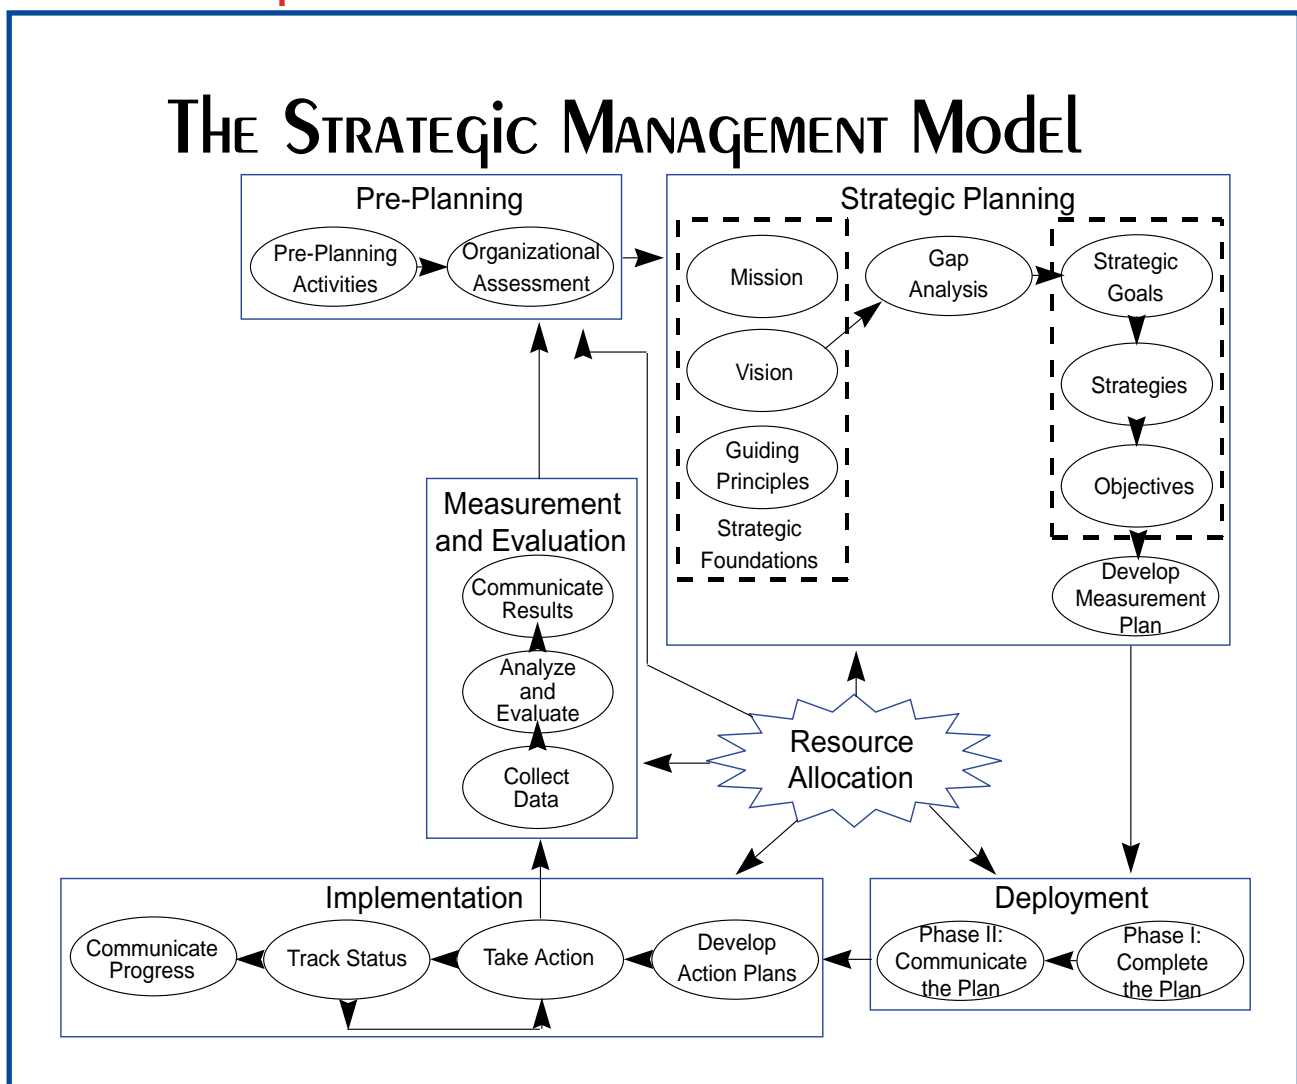 The Strategic Management Model
Pre-Planning
Pre-Planning
Activities
Organizational
Assessment
Strategic Planning
Mission
Vision
Guiding
Principles
Strategic
Foundations
Gap
Analysis
Strategic
Goals
Strategies
Objectives
Develop
Measurement
Plan
Measurement
and Evaluation
Communicate
Results
Analyze
and
Evaluate
Collect
Data
Resource
Allocation
Implementation
Communicate
Progress
Track Status
Take Action
Develop
Action Plans
Deployment
Phase II:
Communicate
the Plan
Phase I:
Complete
the Plan